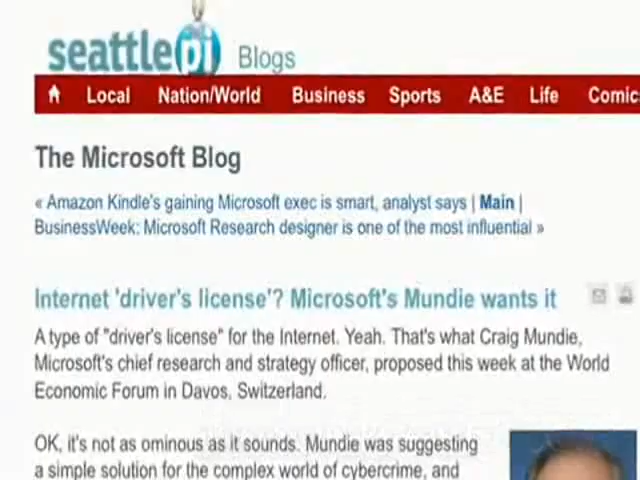 seattlepi Blogs
Local Nation/World Business Sports A&E Life Comic
The Microsoft Blog
« Amazon Kindle's gaining Microsoft exec is smart, analyst says | Main |
BusinessWeek: Microsoft Research designer is one of the most influential »
Internet 'driver's license'? Microsoft's Mundie wants it
A type of "driver's license" for the Internet. Yeah. That's what Craig Mundie,
Microsoft's chief research and strategy officer, proposed this week at the World
Economic Forum in Davos, Switzerland.
OK, it's not as ominous as it sounds. Mundie was suggesting
a simple solution for the complex world of cybercrime, and